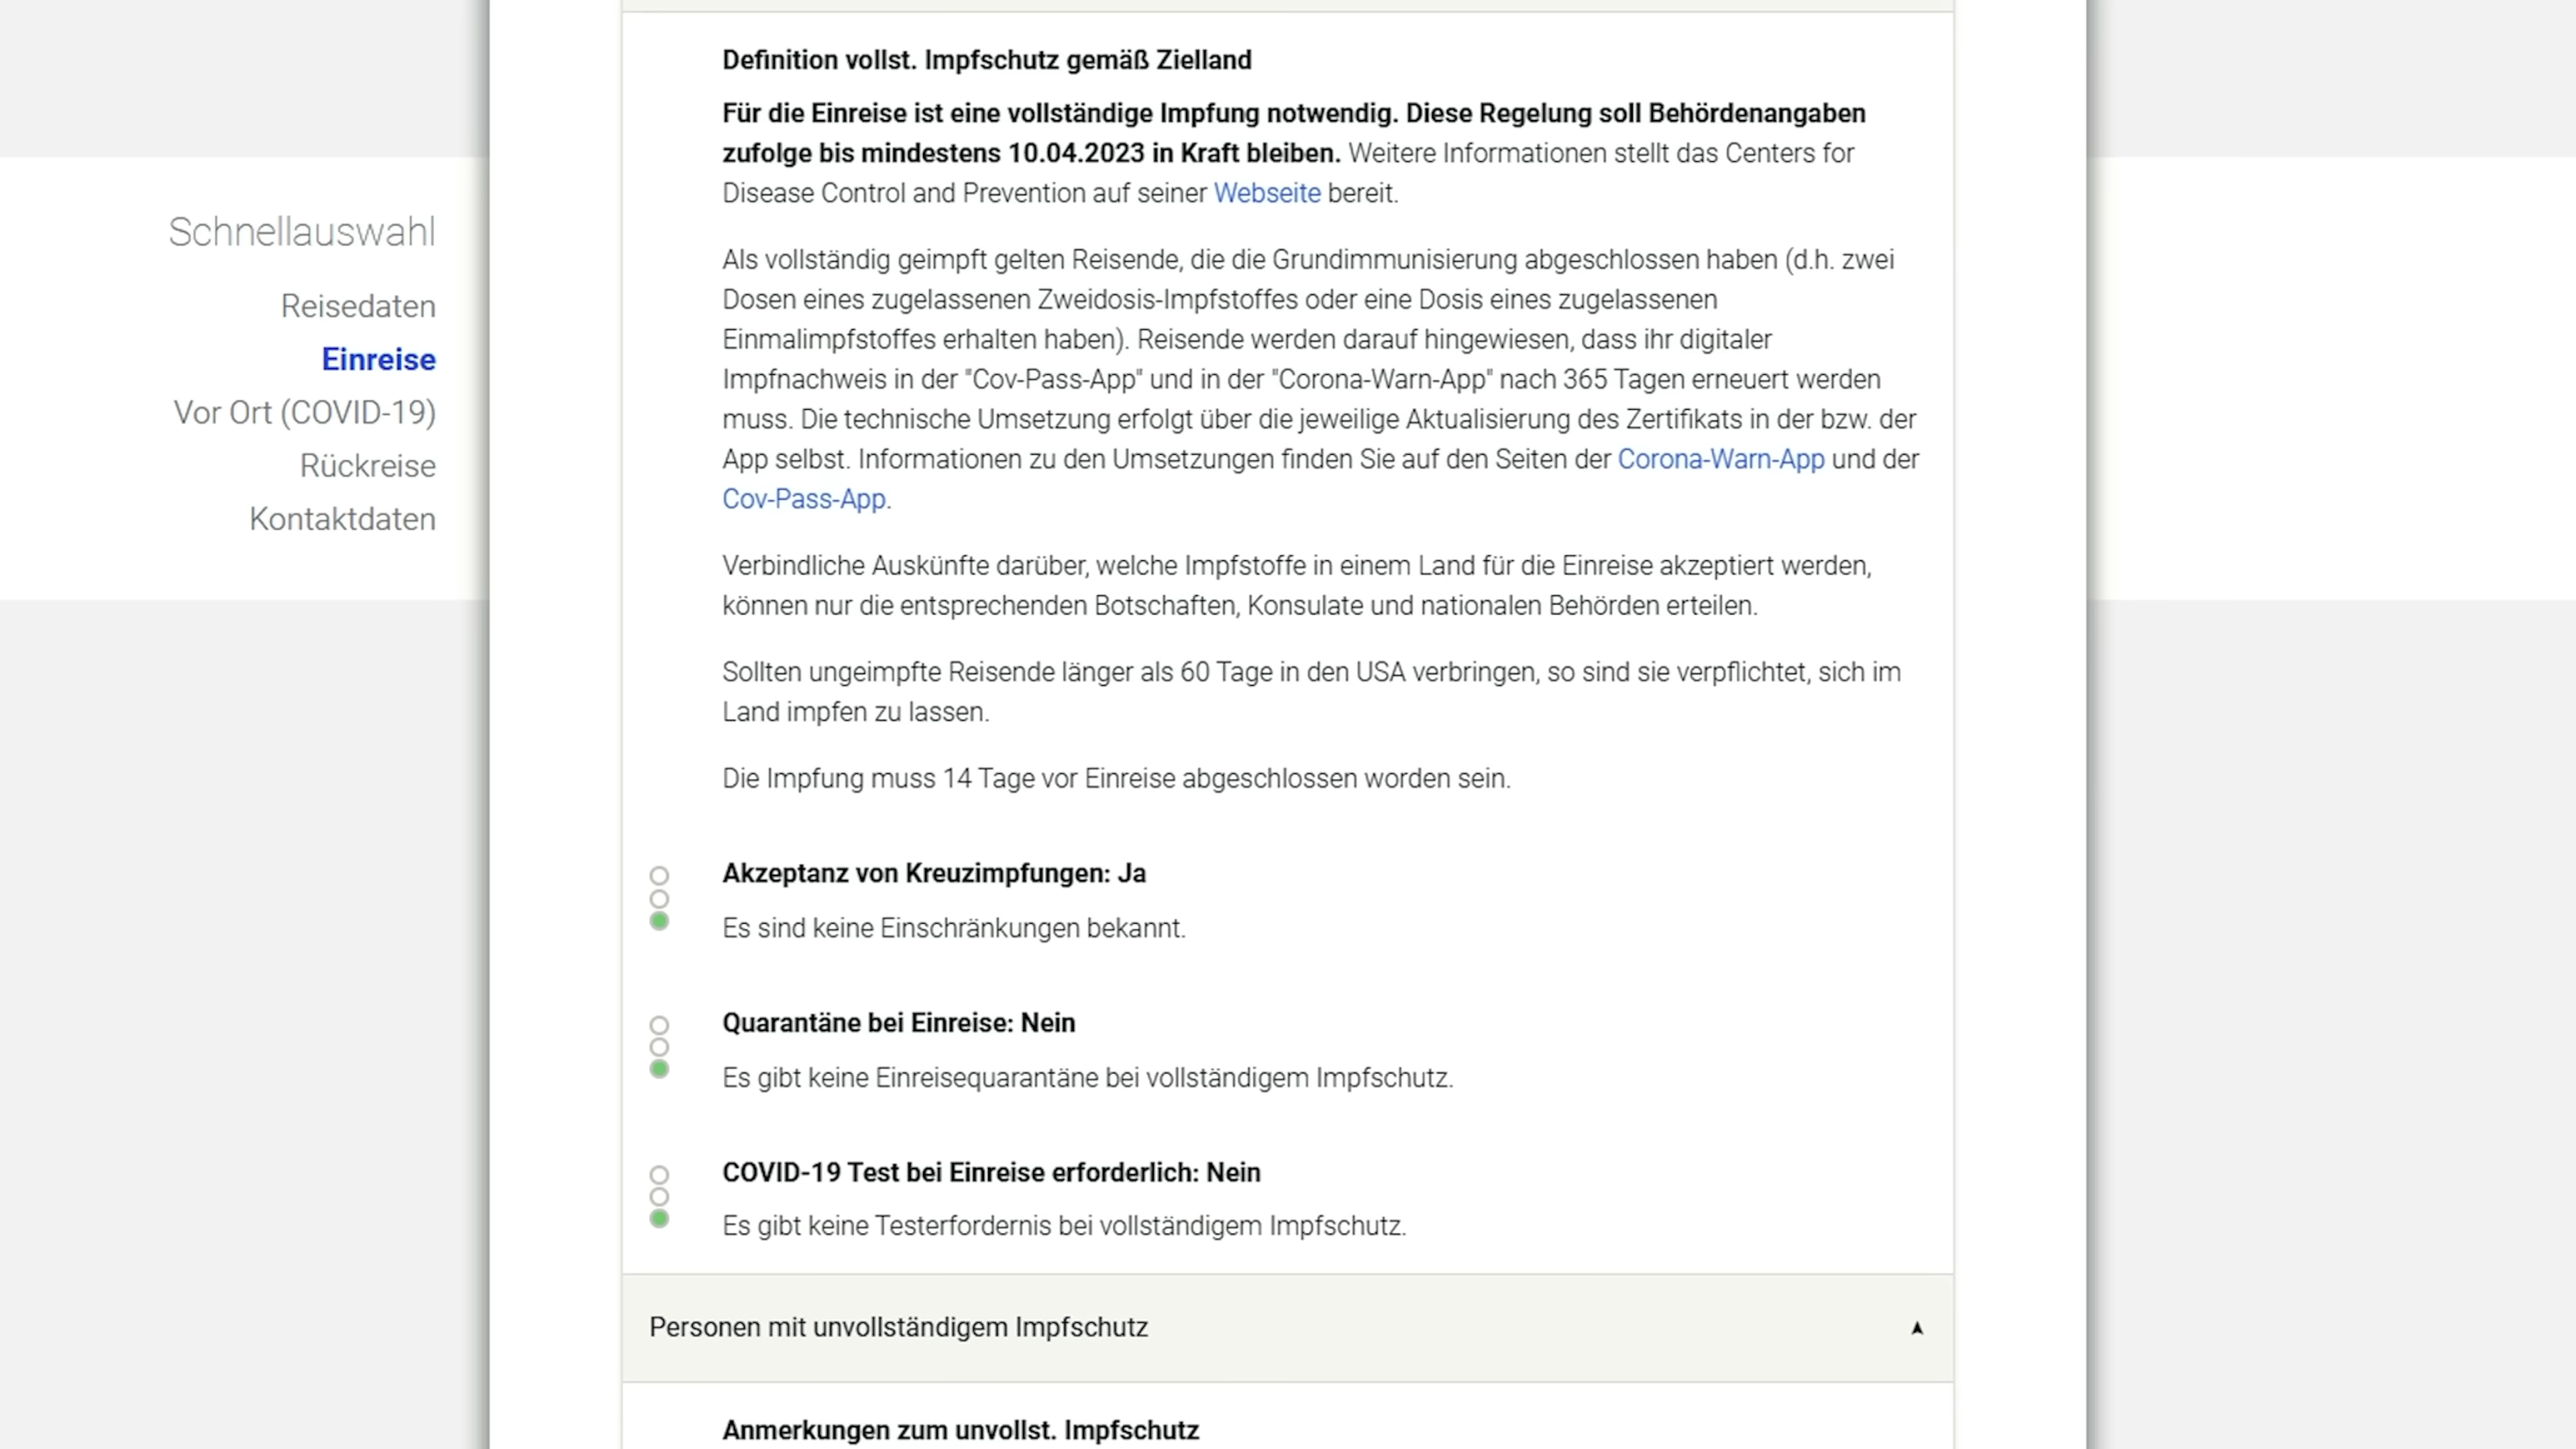 Schnellauswahl
Reisedaten
Einreise
Vor Ort (COVID-19)
Rückreise
Kontaktdaten
Definition vollst. Impfschutz gemäß Zielland
Für die Einreise ist eine vollständige Impfung notwendig. Diese Regelung soll Behördenangaben
zufolge bis mindestens 10.04.2023 in Kraft bleiben. Weitere Informationen stellt das Centers for
Disease Control and Prevention auf seiner Webseite bereit.
Als vollständig geimpft gelten Reisende, die die Grundimmunisierung abgeschlossen haben (d.h. zwei
Dosen eines zugelassenen Zweidosis-Impfstoffes oder eine Dosis eines zugelassenen
Einmalimpfstoffes erhalten haben). Reisende werden darauf hingewiesen, dass ihr digitaler
Impfnachweis in der "Cov-Pass-App" und in der "Corona-Warn-App" nach 365 Tagen erneuert werden
muss. Die technische Umsetzung erfolgt über die jeweilige Aktualisierung des Zertifikats in der bzw. der
App selbst. Informationen zu den Umsetzungen finden Sie auf den Seiten der Corona-Warn-App und der
Cov-Pass-App.
Verbindliche Auskünfte darüber, welche Impfstoffe in einem Land für die Einreise akzeptiert werden,
können nur die entsprechenden Botschaften, Konsulate und nationalen Behörden erteilen.
Sollten ungeimpfte Reisende länger als 60 Tage in den USA verbringen, so sind sie verpflichtet, sich im
Land impfen zu lassen.
Die Impfung muss 14 Tage vor Einreise abgeschlossen worden sein.
Akzeptanz von Kreuzimpfungen: Ja
Es sind keine Einschränkungen bekannt.
Quarantäne bei Einreise: Nein
Es gibt keine Einreisequarantäne bei vollständigem Impfschutz.
COVID-19 Test bei Einreise erforderlich: Nein
Es gibt keine Testerfordernis bei vollständigem Impfschutz.
Personen mit unvollständigem Impfschutz
Anmerkungen zum unvollst. Impfschutz